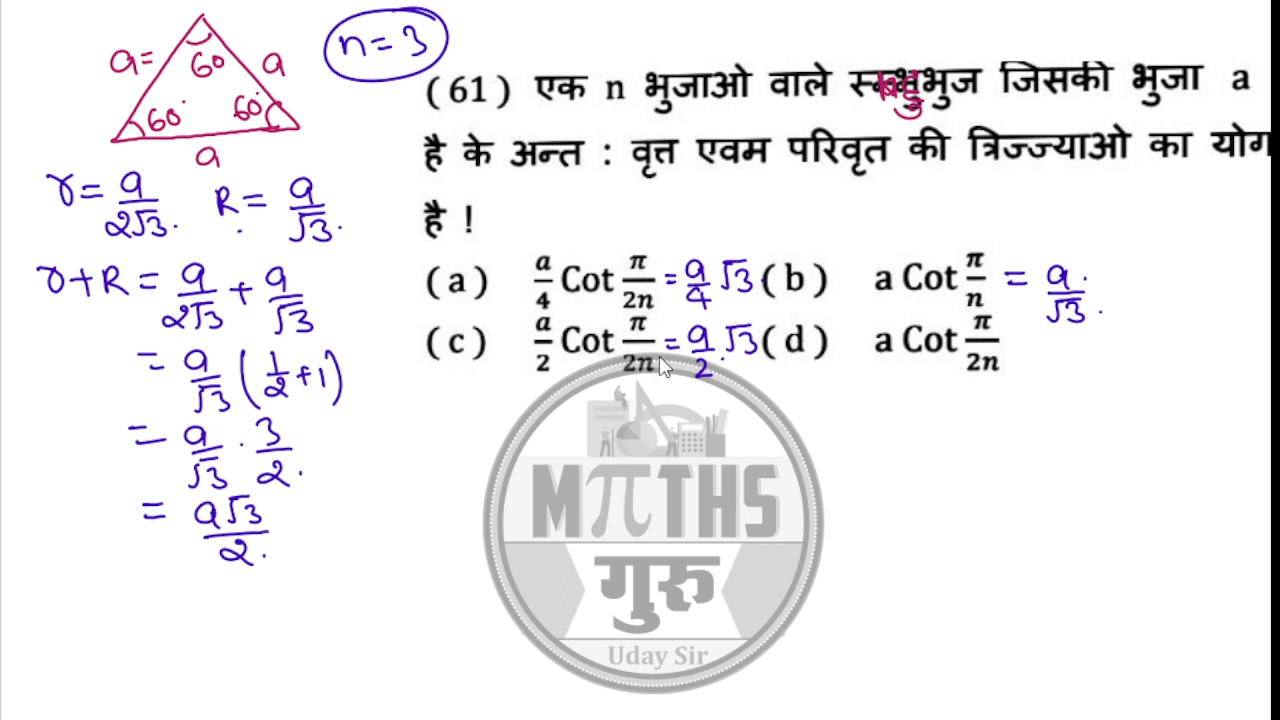 a= 60 a
60° 60°
a
n=3
(61) एक n भुजाओ वाले बहुभुज जिसकी भुजा a
है के अन्त : वृत्त एवम परिवृत की त्रिज्ज्याओ का योग
है !
(a) a/4 Cot π/2n = a/4 √3 (b) a Cot π/n = a/√3.
(c) a/2 Cot π/2n = a/2 √3 (d) a Cot π/2n
r = a/2√3. R = a/√3.
r+R = a/2√3 + a/√3
= a/√3 (1/2 + 1)
= a/√3 . 3/2.
= a√3/2.
MπTHS
गुरु
Uday Sir